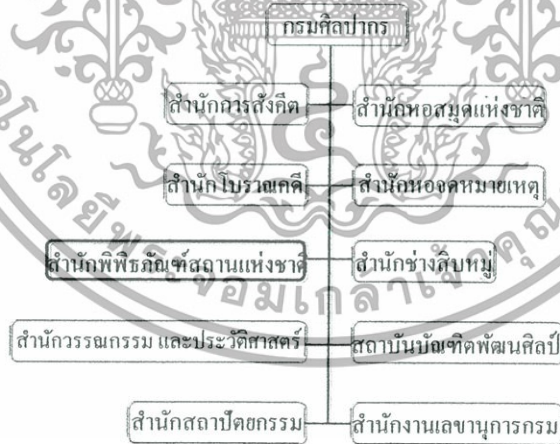 กรมศิลปากร
สำนักการสังคีต
สำนักหอสมุดแห่งชาติ
สำนักโบราณคดี
สำนักหอจดหมายเหตุ
สำนักพิพิธภัณฑ์สถานแห่งชาติ
สำนักช่างสิบหมู่
สำนักวรรณกรรม และประวัติศาสตร์
สถาบันบัณฑิตพัฒนศิลป์
สำนักสถาปัตยกรรม
สำนักงานเลขานุการกรม